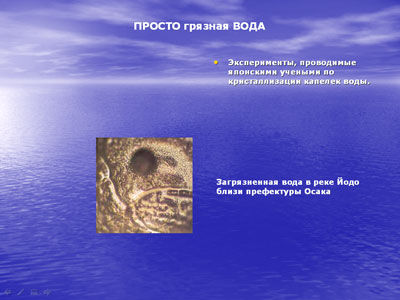 ПРОСТО грязная ВОДА
• Эксперименты, проводимые
японскими учеными по
кристаллизации капелек воды.
Загрязненная вода в реке Йодо
близи префектуры Осака